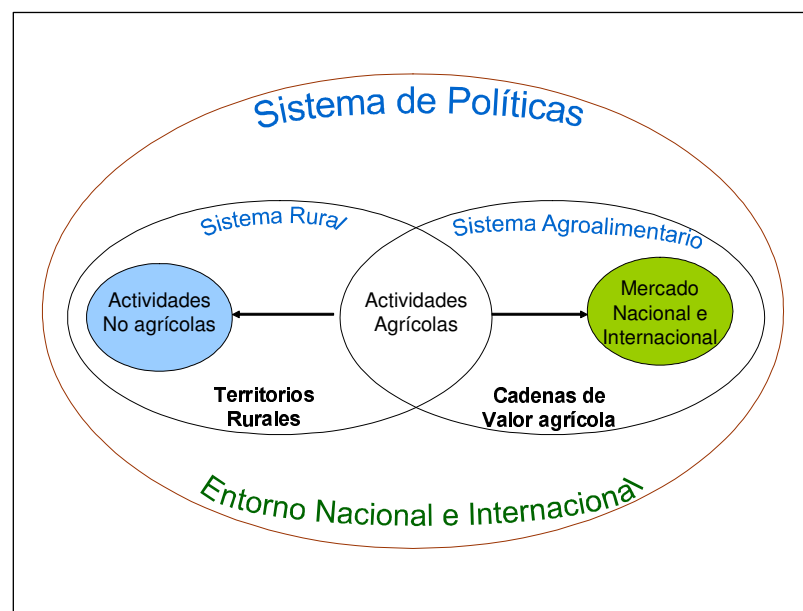 Sistema de Políticas
Sistema Rural
Sistema Agroalimentario
Actividades
No agrícolas
Actividades
Agrícolas
Mercado
Nacional e
Internacional
Territorios
Rurales
Cadenas de
Valor agrícola
Entorno Nacional e Internacional